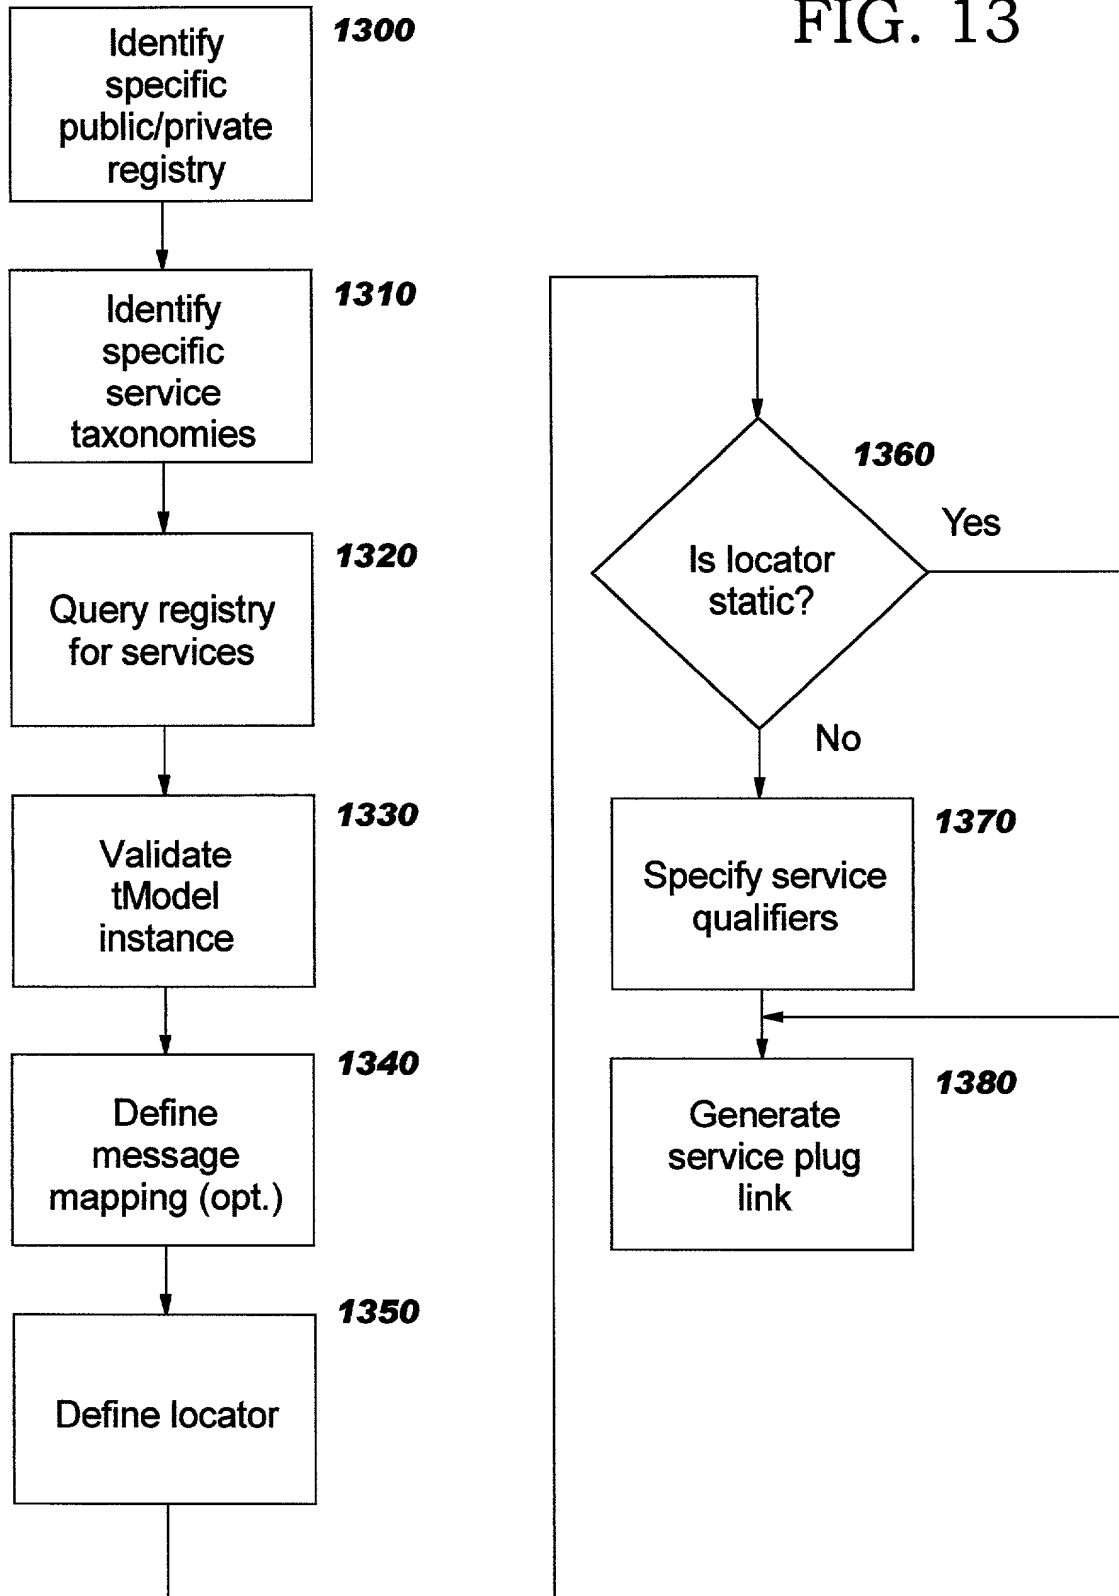 FIG. 13
1300
Identify
specific
public/private
registry
1310
Identify
specific
service
taxonomies
1320
Query registry
for services
1330
Validate
tModel
instance
1340
Define
message
mapping (opt.)
1350
Define locator
1360
Is locator
static?
Yes
No
1370
Specify service
qualifiers
1380
Generate
service plug
link